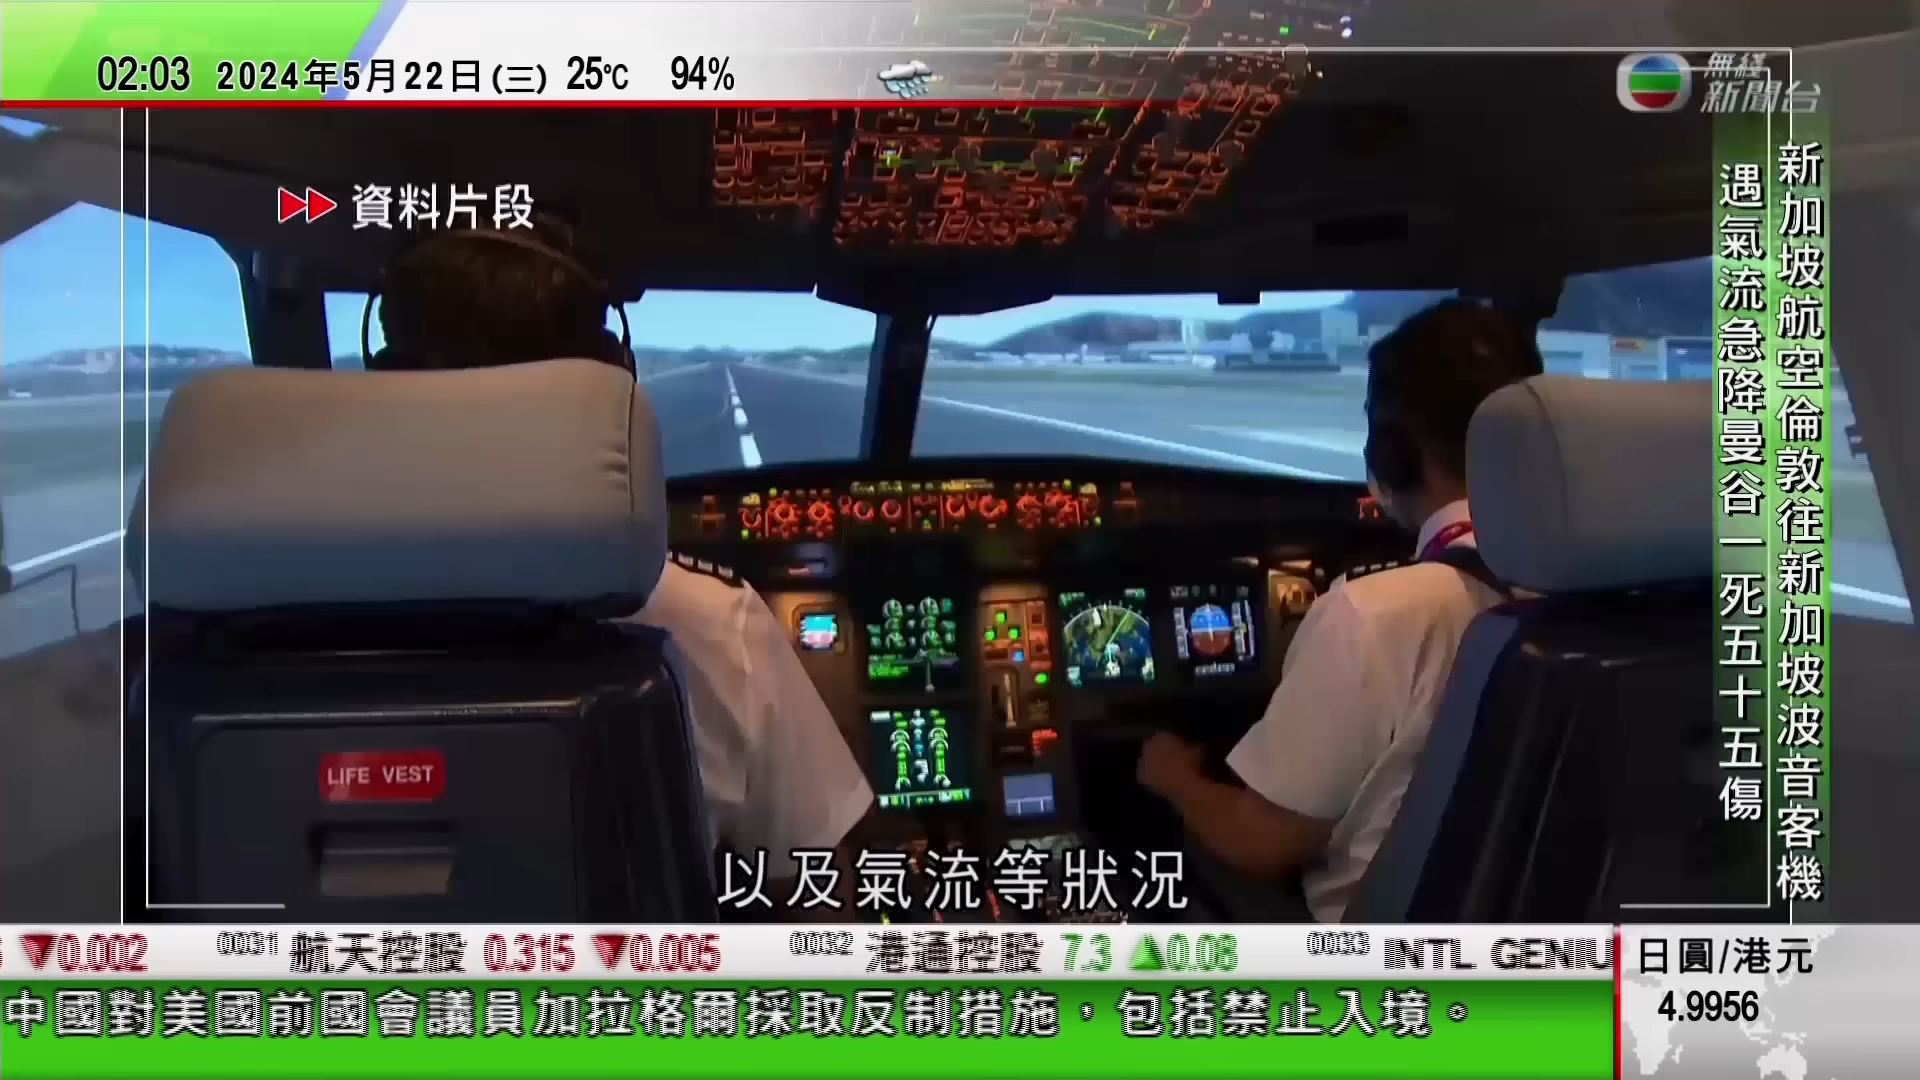 02:03 2024年5月22日(三) 25℃ 94%
無綫
新聞台
資料片段
新加坡航空倫敦往新加坡波音客機
遇氣流急降曼谷一死五十五傷
LIFE VEST
以及氣流等狀況
▼0.002 0031 航天控股 0.315 ▼0.005 0032 港通控股 7.3 ▲0.08 0033 INTL GENIU
日圓/港元
4.9956
中國對美國前國會議員加拉格爾採取反制措施，包括禁止入境。